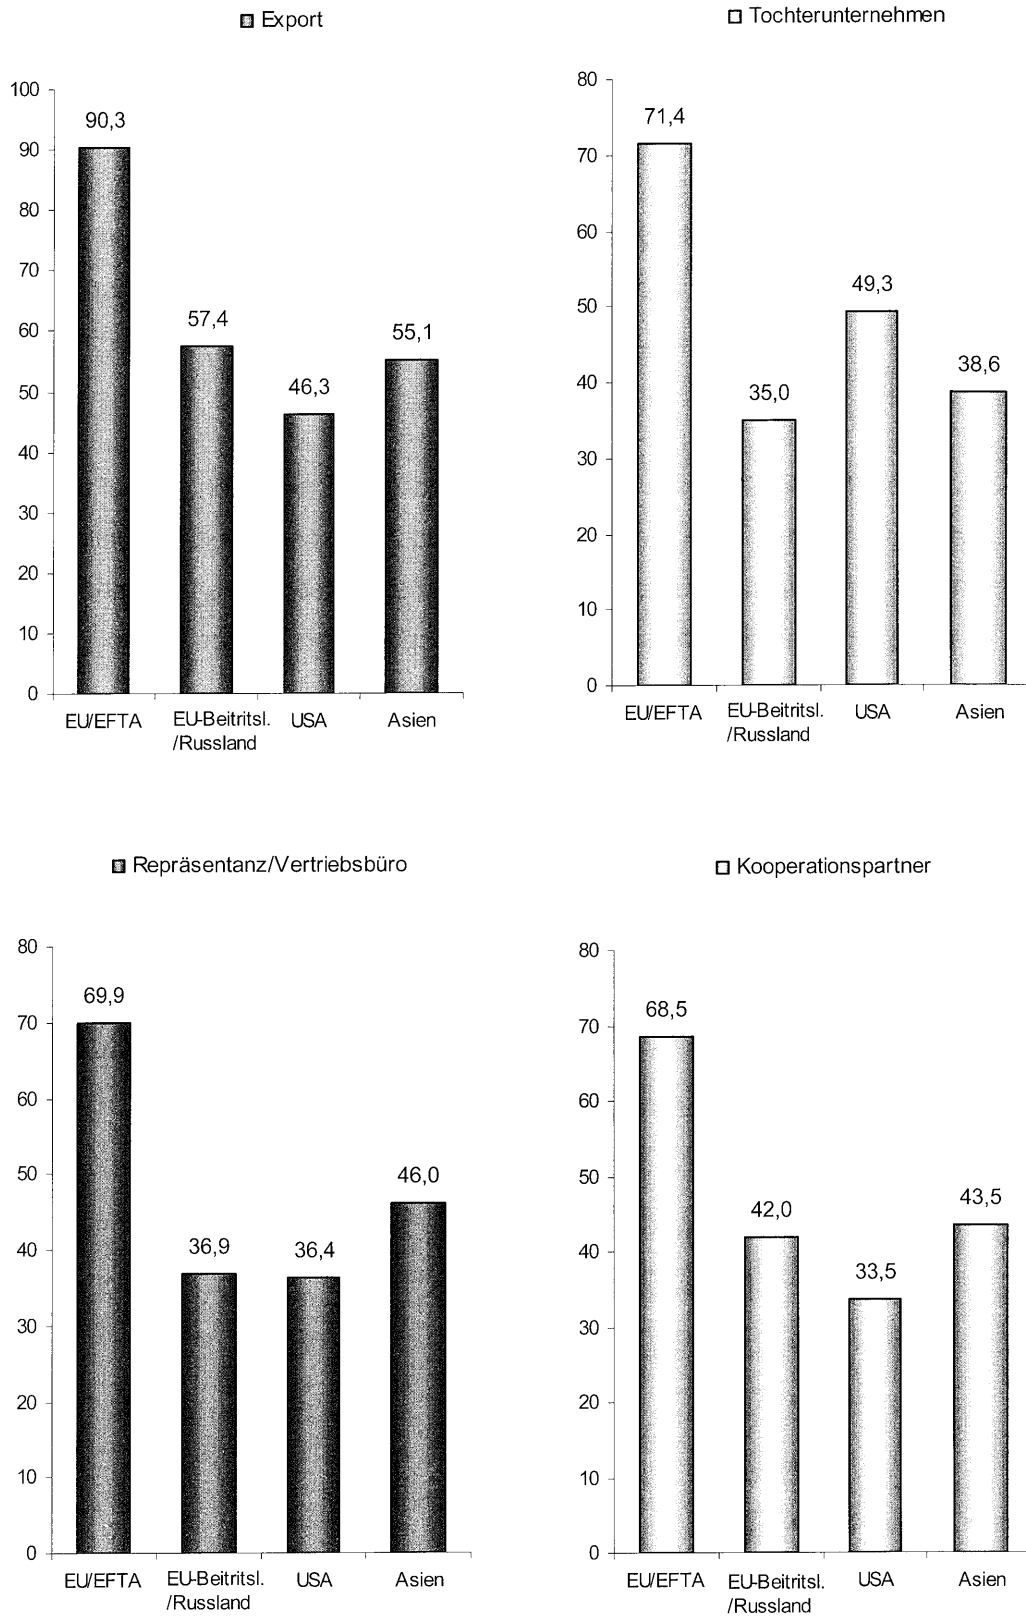 Export
100
90
80
70
60
50
40
30
20
10
0
90,3
57,4
46,3
55,1
EU/EFTA
EU-Beitritsl.
/Russland
USA
Asien
Tochterunternehmen
80
70
60
50
40
30
20
10
0
71,4
35,0
49,3
38,6
EU/EFTA
EU-Beitritsl.
/Russland
USA
Asien
Repräsentanz/Vertriebsbüro
80
70
60
50
40
30
20
10
0
69,9
36,9
36,4
46,0
EU/EFTA
EU-Beitritsl.
/Russland
USA
Asien
Kooperationspartner
80
70
60
50
40
30
20
10
0
68,5
42,0
33,5
43,5
EU/EFTA
EU-Beitritsl.
/Russland
USA
Asien